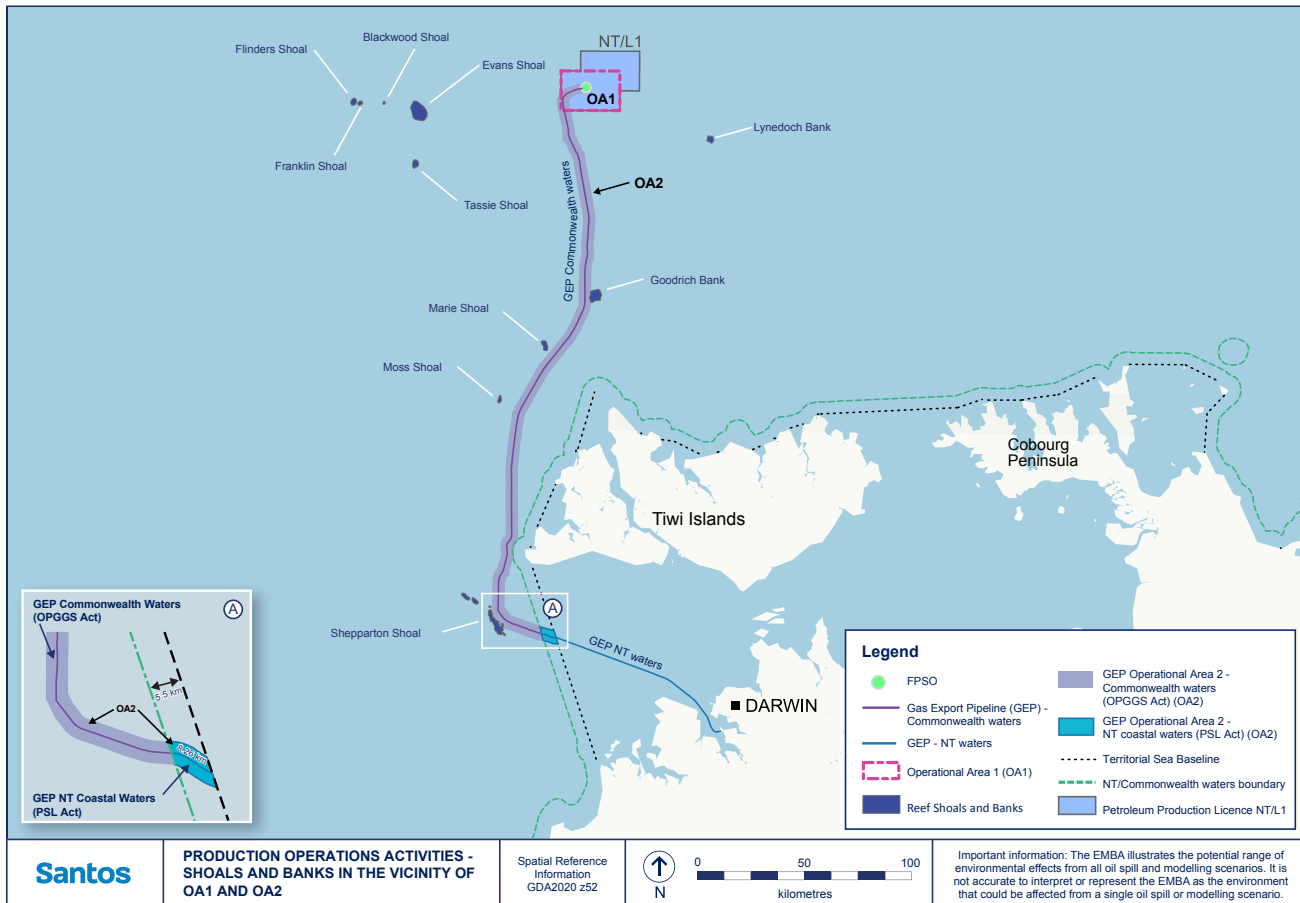 NT/L1
Blackwood Shoal
Flinders Shoal
Evans Shoal
OA1
Lynedoch Bank
Franklin Shoal
GEP Commonwealth waters
OA2
Tassie Shoal
Goodrich Bank
Marie Shoal
Moss Shoal
Cobourg
Peninsula
Tiwi Islands
Shepparton Shoal
A
GEP NT waters
DARWIN
GEP Commonwealth Waters
(OPGGS Act)
A
5.5 km
OA2
8.28 km
GEP NT Coastal Waters
(PSL Act)
Legend
FPSO
Gas Export Pipeline (GEP) -
Commonwealth waters
GEP - NT waters
Operational Area 1 (OA1)
Reef Shoals and Banks
GEP Operational Area 2 -
Commonwealth waters
(OPGGS Act) (OA2)
GEP Operational Area 2 -
NT coastal waters (PSL Act) (OA2)
Territorial Sea Baseline
NT/Commonwealth waters boundary
Petroleum Production Licence NT/L1
Santos
PRODUCTION OPERATIONS ACTIVITIES -
SHOALS AND BANKS IN THE VICINITY OF
OA1 AND OA2
Spatial Reference
Information
GDA2020 z52
N
0 50 100
kilometres
Important information: The EMBA illustrates the potential range of
environmental effects from all oil spill and modelling scenarios. It is
not accurate to interpret or represent the EMBA as the environment
that could be affected from a single oil spill or modelling scenario.